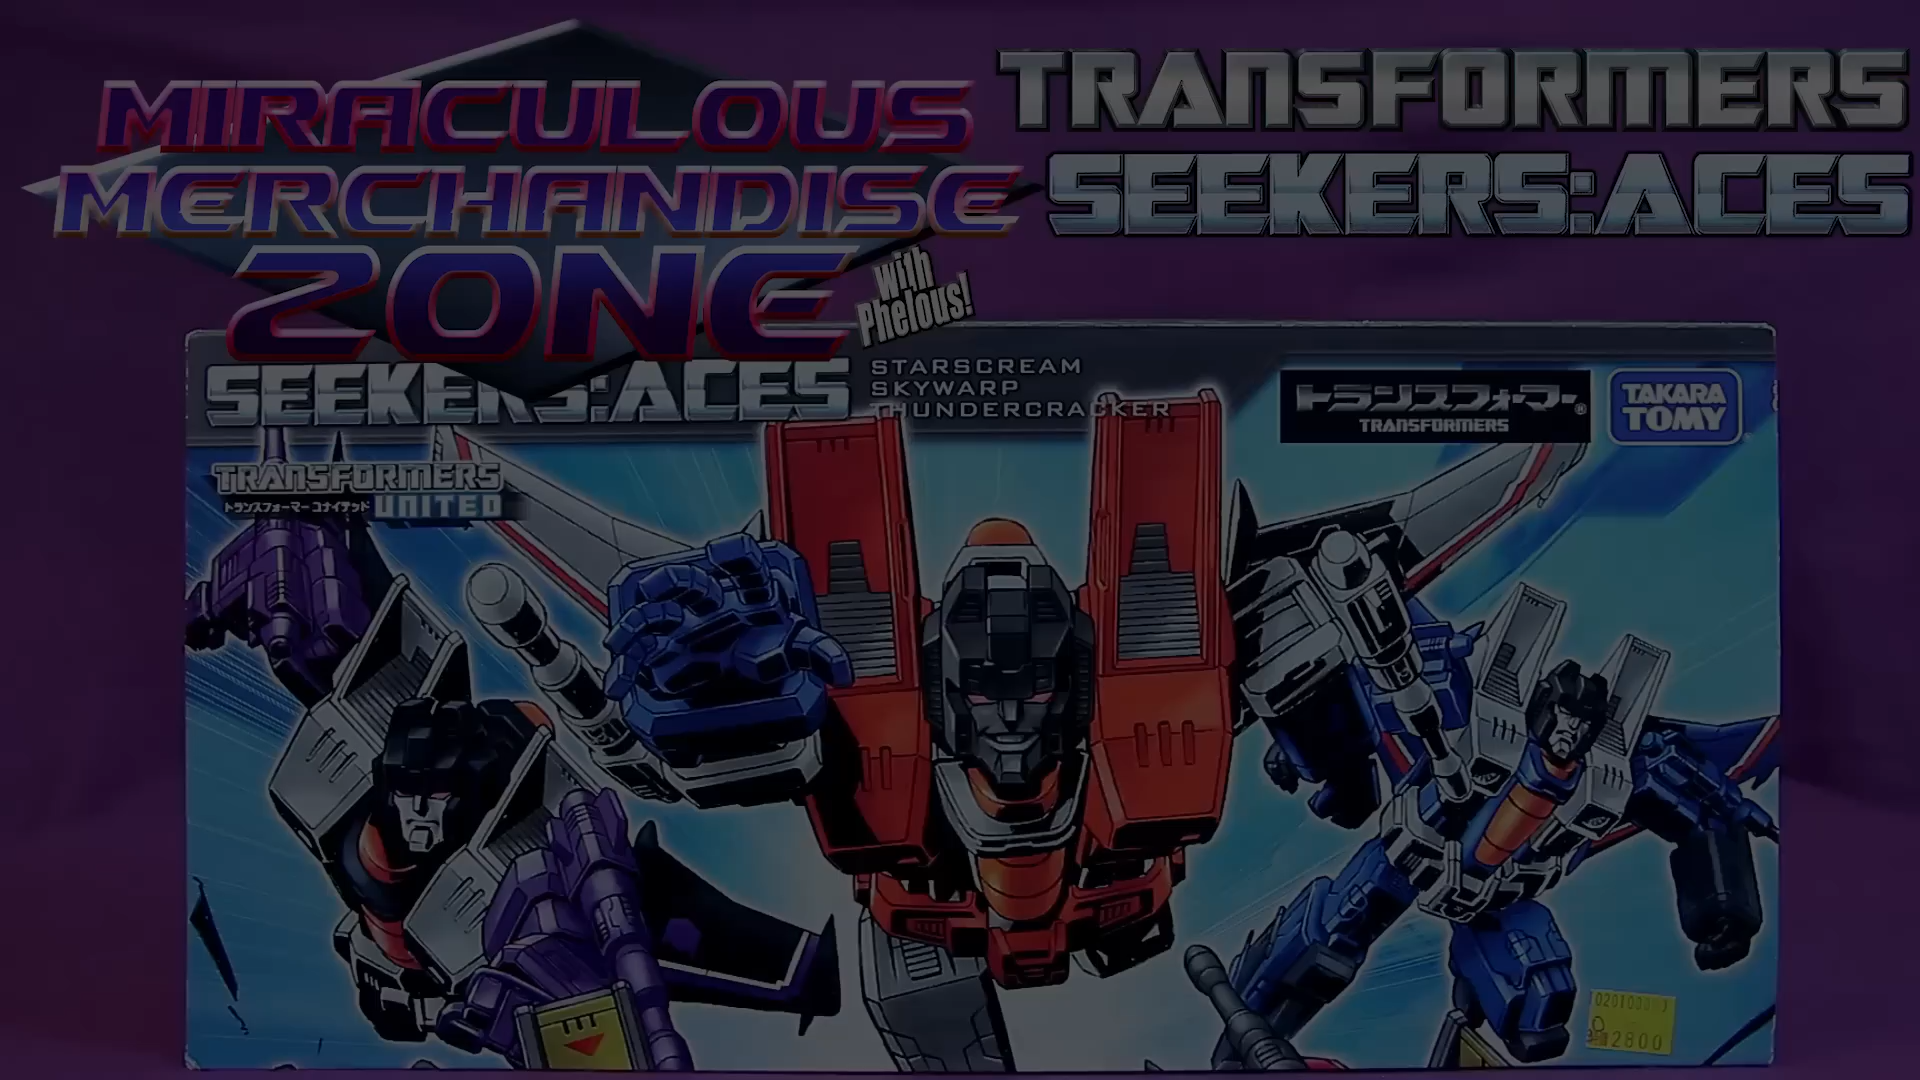 MIRACULOUS
MERCHANDISE
ZONE
with
Phelous!
TRANSFORMERS
SEEKERS:ACES
SEEKERS:ACES
STARSCREAM
SKYWARP
THUNDERCRACKER
トランスフォーマー®
TRANSFORMERS
TAKARA
TOMY
TRANSFORMERS
トランスフォーマー ユナイテッド UNITED
2800